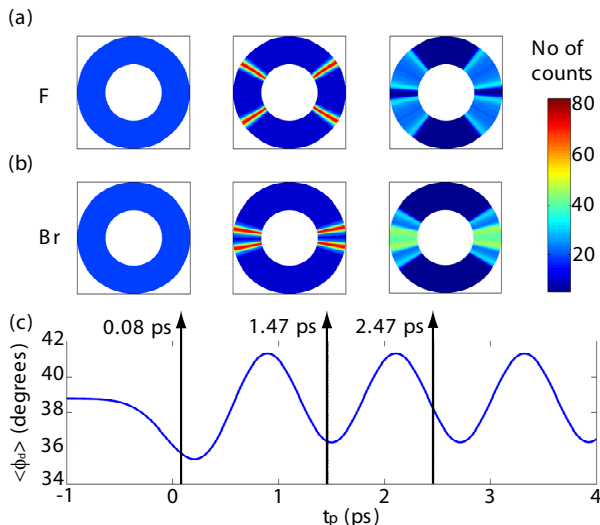 (a)
F
No of
counts
80
60
40
20
(b)
Br
(c)
0.08 ps
1.47 ps
2.47 ps
42
40
38
36
34
<ϕd> (degrees)
-1
0
1
2
3
4
tp (ps)